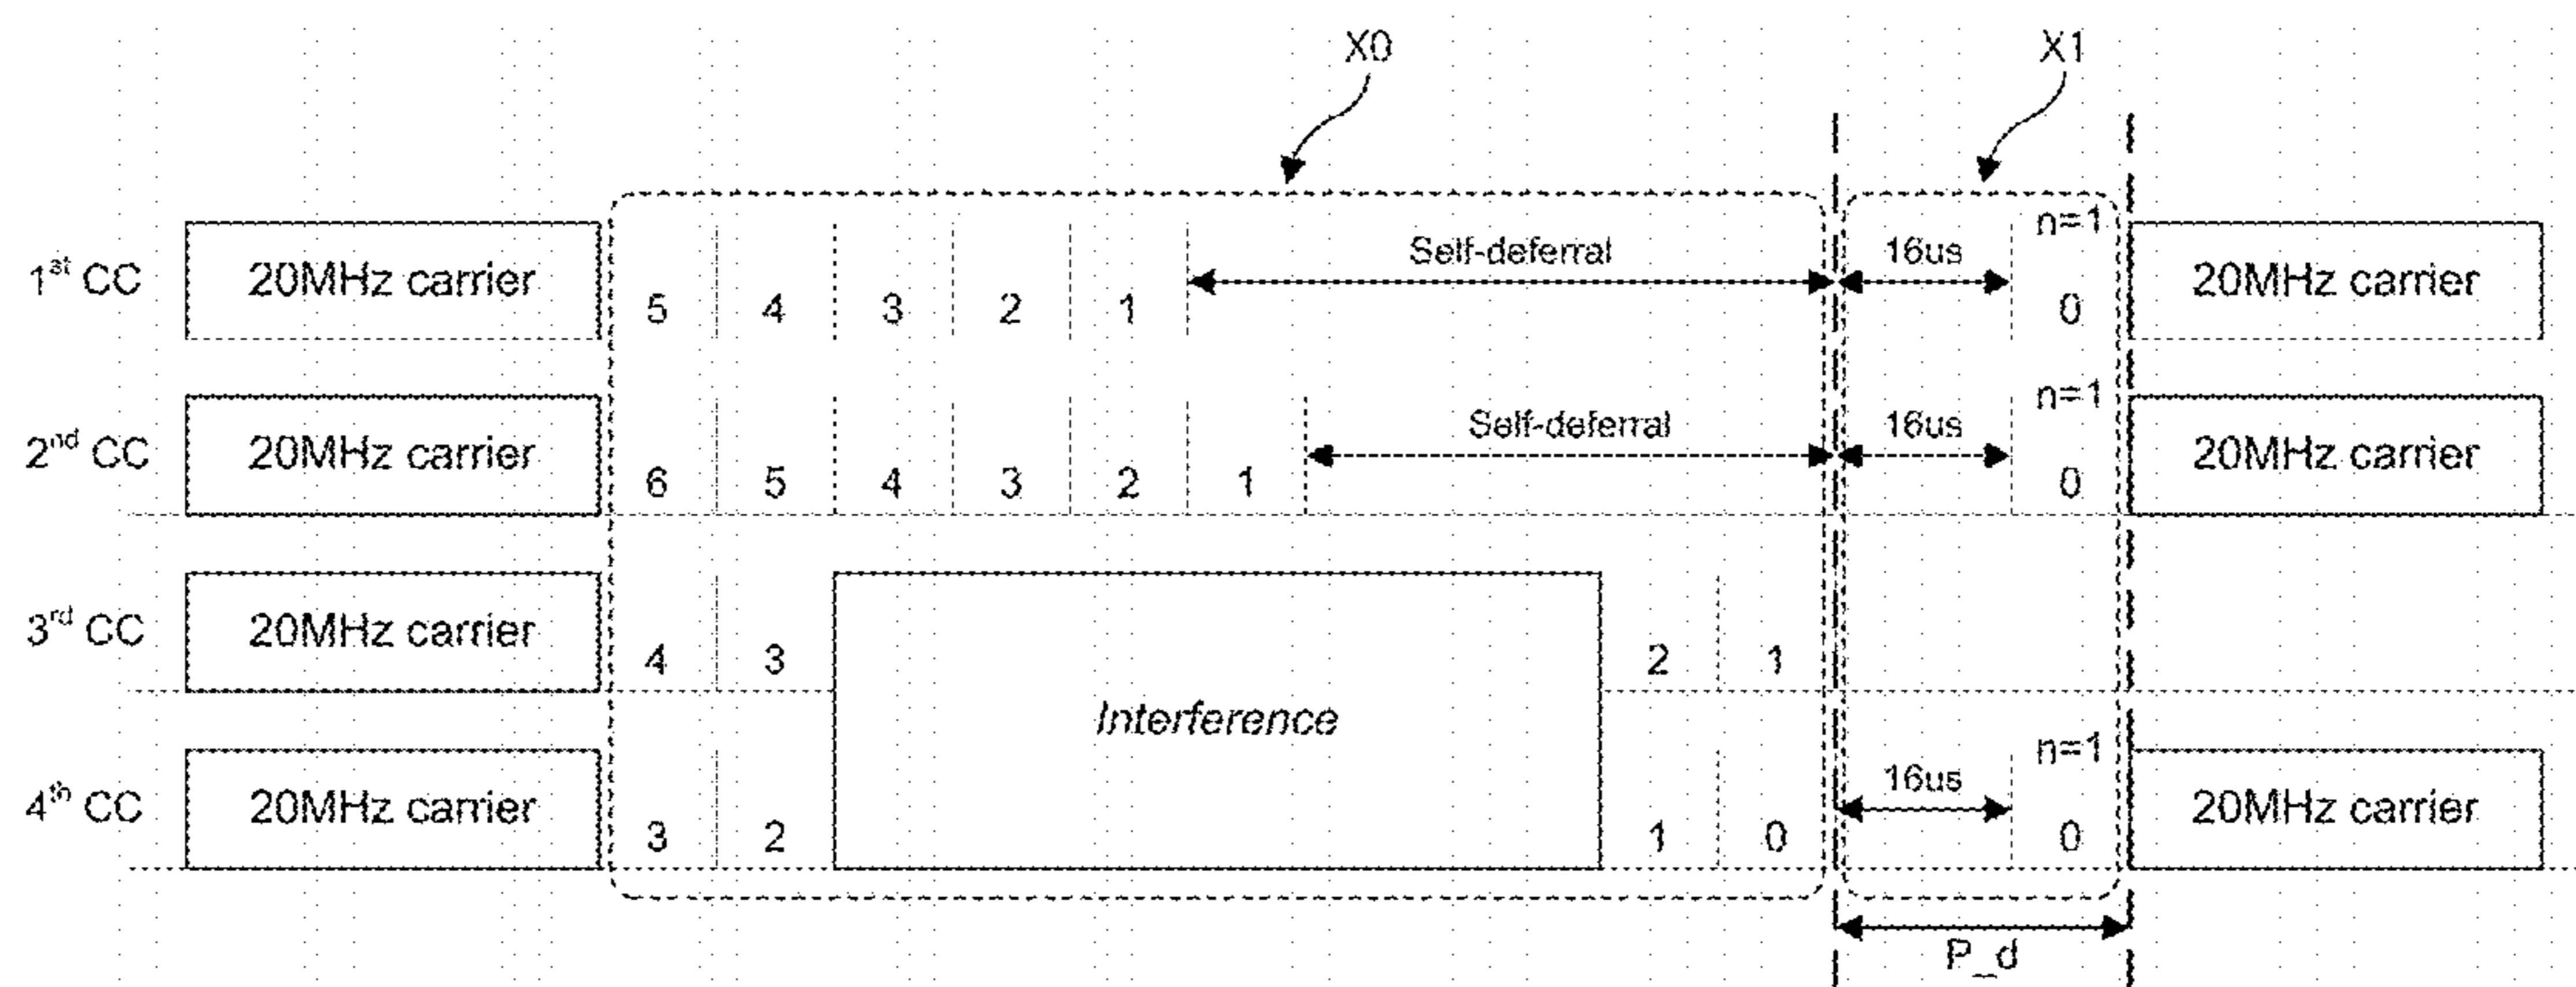 X0 X1
1st CC 20MHz carrier 5 4 3 2 1 Self-deferral 16us n=1 0 20MHz carrier
2nd CC 20MHz carrier 6 5 4 3 2 1 Self-deferral 16us n=1 0 20MHz carrier
3rd CC 20MHz carrier 4 3 2 1
Interference
4th CC 20MHz carrier 3 2 1 0 16us n=1 0 20MHz carrier
P_d